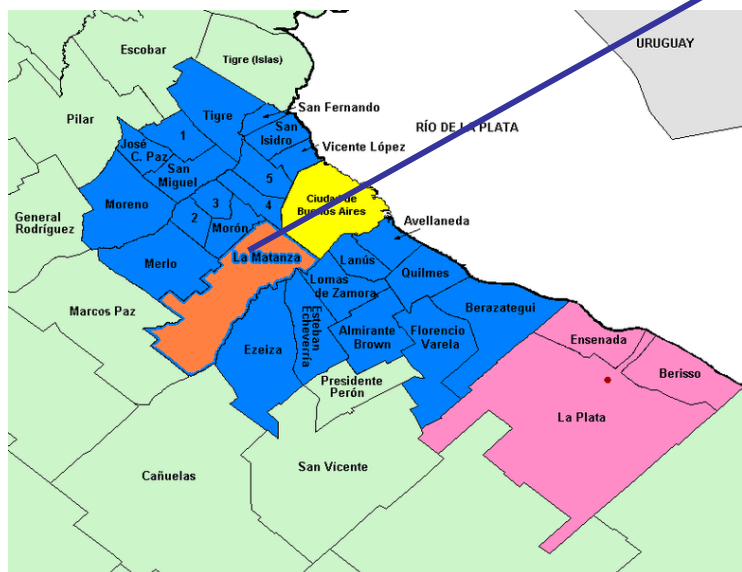 Escobar
Tigre (Islas)
URUGUAY
Pilar
Tigre
San Fernando
1
San
Isidro
RÍO DE LA PLATA
José
C. Paz
Vicente López
San
Miguel
5
Moreno
3
4
Ciudad de
Buenos Aires
General
Rodríguez
2
Morón
Avellaneda
Merlo
La Matanza
Lanús
Quilmes
Lomas
de Zamora
Marcos Paz
Berazategui
Esteban
Echeverría
Almirante
Brown
Florencio
Varela
Ensenada
Ezeiza
Berisso
Presidente
Perón
La Plata
San Vicente
Cañuelas